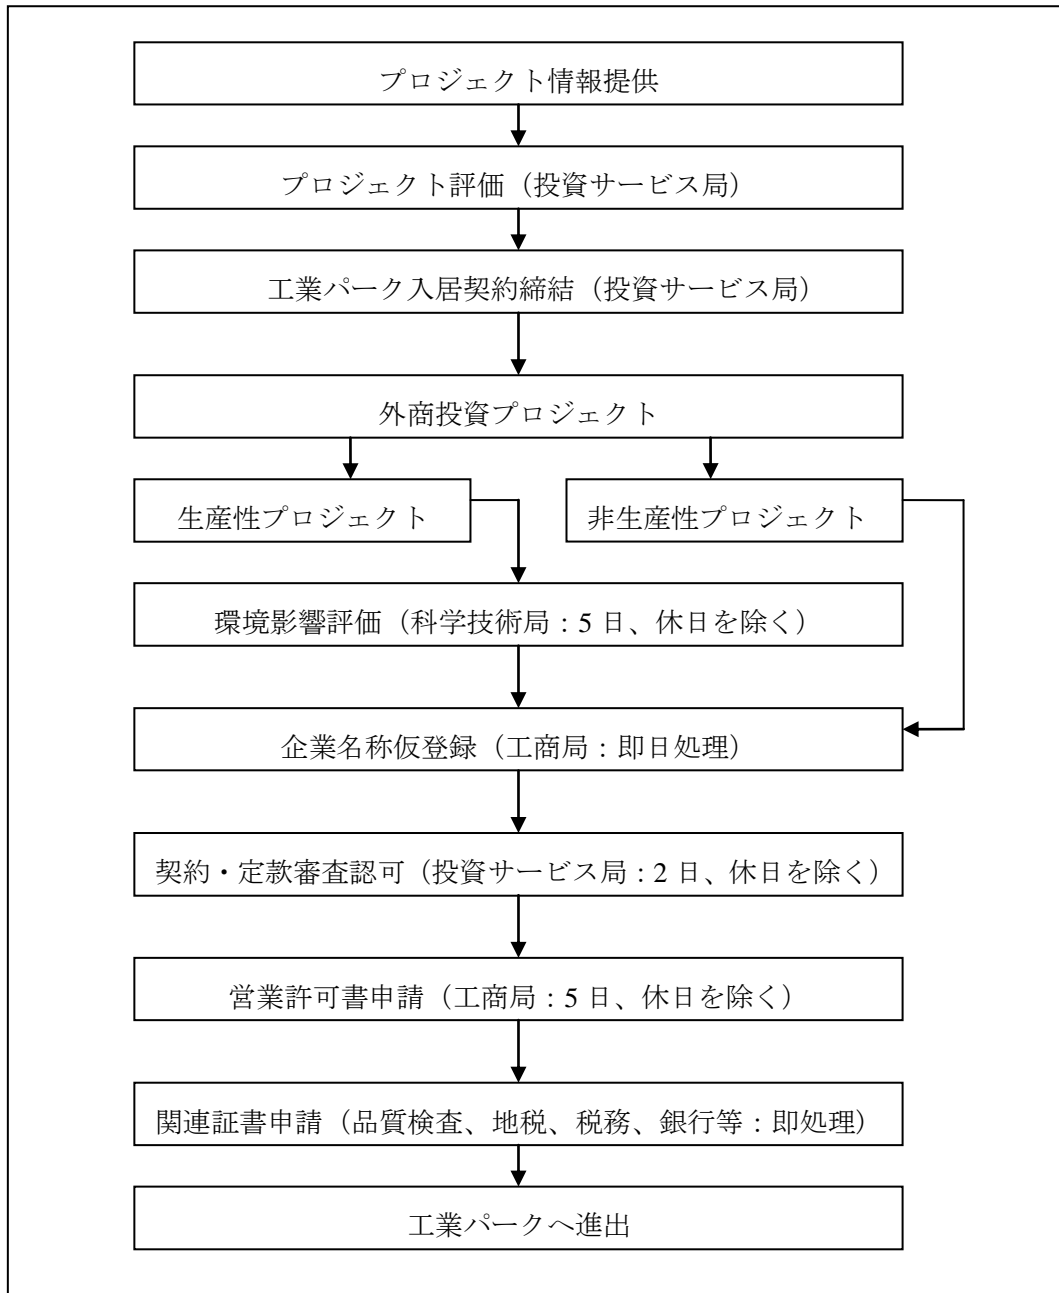 プロジェクト情報提供
プロジェクト評価（投資サービス局）
工業パーク入居契約締結（投資サービス局）
外商投資プロジェクト
生産性プロジェクト
非生産性プロジェクト
環境影響評価（科学技術局：5 日、休日を除く）
企業名称仮登録（工商局：即日処理）
契約・定款審査認可（投資サービス局：2 日、休日を除く）
営業許可書申請（工商局：5 日、休日を除く）
関連証書申請（品質検査、地税、税務、銀行等：即処理）
工業パークへ進出